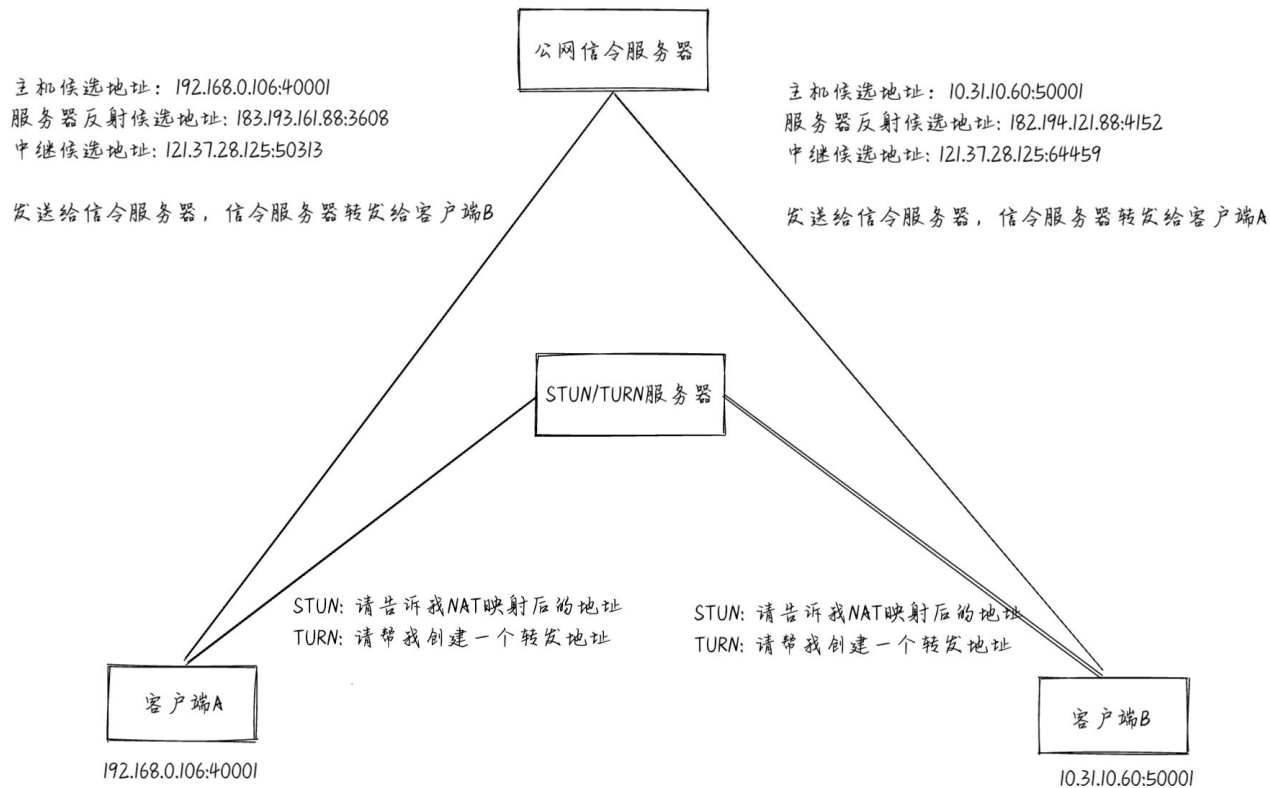 公网信令服务器
主机候选地址：192.168.0.106:40001
服务器反射候选地址: 183.193.161.88:3608
中继候选地址: 121.37.28.125:50313
发送给信令服务器，信令服务器转发给客户端B
主机候选地址：10.31.10.60:50001
服务器反射候选地址: 182.194.121.88:4152
中继候选地址: 121.37.28.125:64459
发送给信令服务器，信令服务器转发给客户端A
STUN/TURN服务器
STUN: 请告诉我NAT映射后的地址
TURN: 请帮我创建一个转发地址
STUN: 请告诉我NAT映射后的地址
TURN: 请帮我创建一个转发地址
客户端A
192.168.0.106:40001
客户端B
10.31.10.60:50001